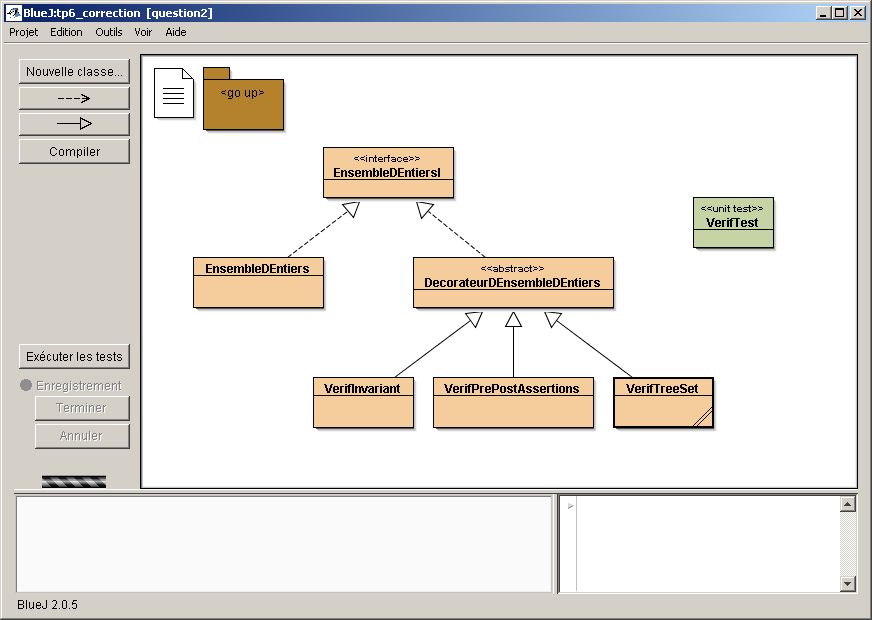 BlueJ:tp6_correction [question2]
Projet Edition Outils Voir Aide
Nouvelle classe...
<go up>
Compiler
<<interface>>
EnsembleDEntiersI
<<unit test>>
VerifTest
EnsembleDEntiers
<<abstract>>
DecorateurDEnsembleDEntiers
Exécuter les tests
Enregistrement
Terminer
Annuler
VerifInvariant
VerifPrePostAssertions
VerifTreeSet
BlueJ 2.0.5